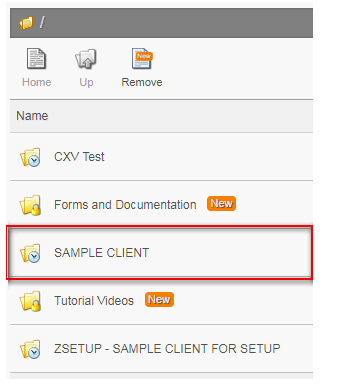 /
New
Home Up Remove
Name
CXV Test
Forms and Documentation New
SAMPLE CLIENT
Tutorial Videos New
ZSETUP - SAMPLE CLIENT FOR SETUP